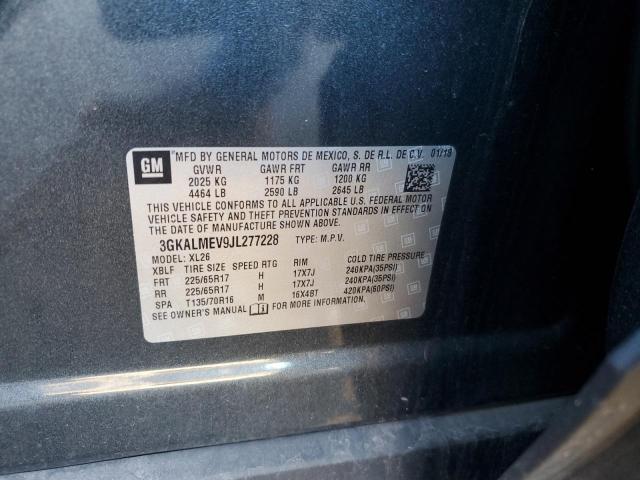 GM
MFD BY GENERAL MOTORS DE MEXICO, S. DE R.L. DE C.V. 01/18
GVWR GAWR FRT GAWR RR
2025 KG 1175 KG 1200 KG
4464 LB 2590 LB 2645 LB
THIS VEHICLE CONFORMS TO ALL APPLICABLE U.S. FEDERAL MOTOR
VEHICLE SAFETY AND THEFT PREVENTION STANDARDS IN EFFECT ON
THE DATE OF MANUFACTURE SHOWN ABOVE.
3GKALMEV9JL277228 TYPE: M.P.V.
MODEL: XL26
XBLF TIRE SIZE SPEED RTG RIM COLD TIRE PRESSURE
FRT 225/65R17 H 17X7J 240KPA(35PSI)
RR 225/65R17 H 17X7J 240KPA(35PSI)
SPA T135/70R16 M 16X4BT 420KPA(60PSI)
SEE OWNER'S MANUAL FOR MORE INFORMATION.